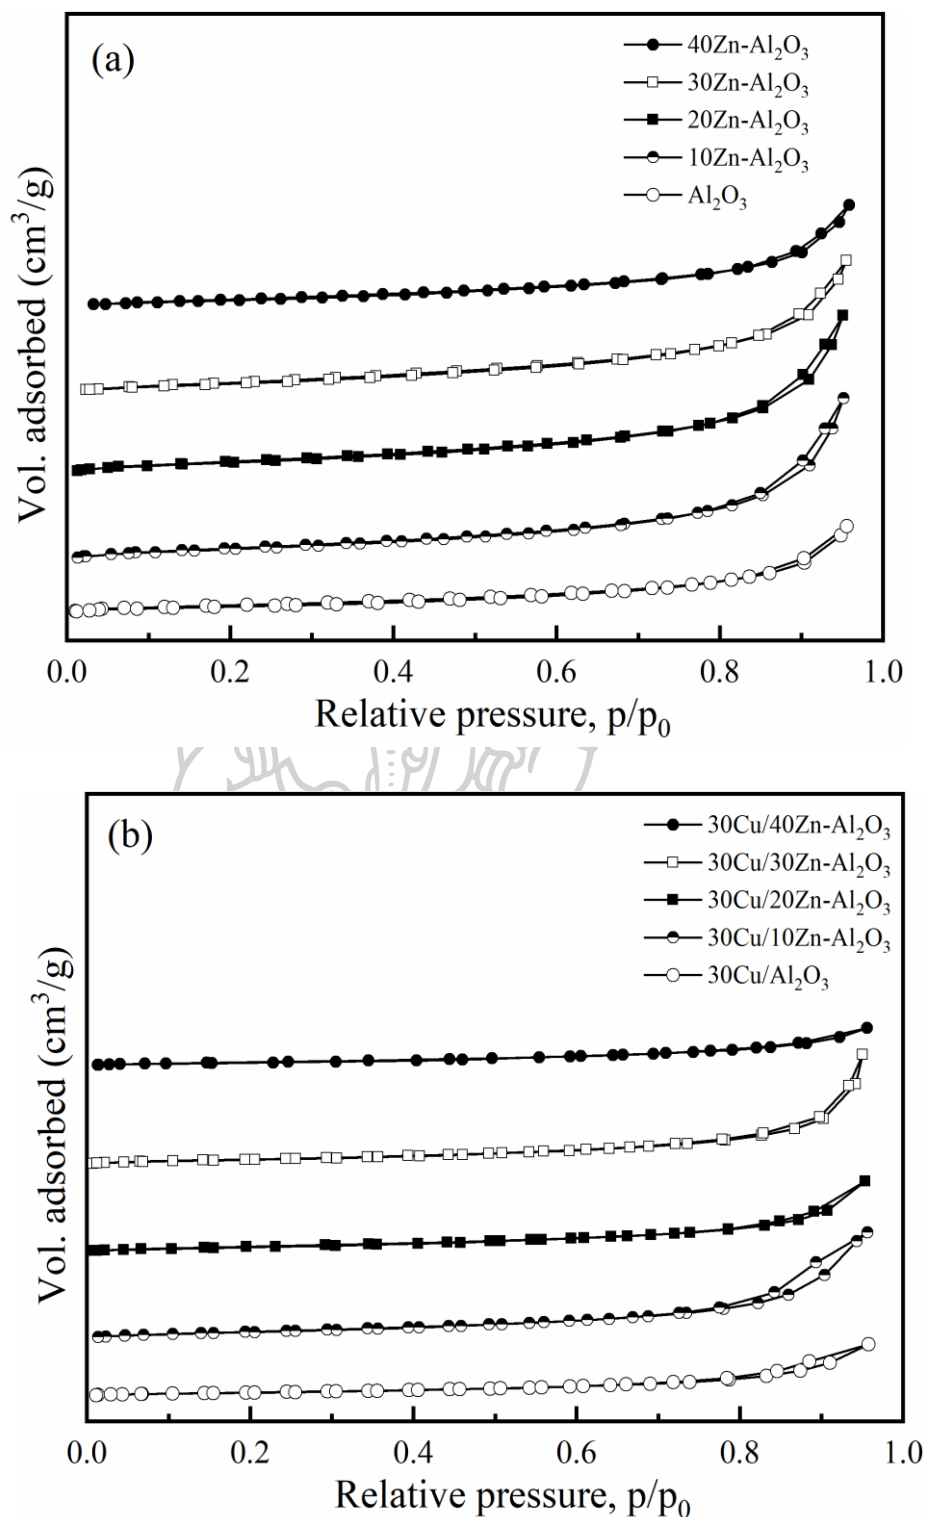 (a)
40Zn-Al₂O₃
30Zn-Al₂O₃
20Zn-Al₂O₃
10Zn-Al₂O₃
Al₂O₃
Vol. adsorbed (cm³/g)
0.0 0.2 0.4 0.6 0.8 1.0
Relative pressure, p/p₀
(b)
30Cu/40Zn-Al₂O₃
30Cu/30Zn-Al₂O₃
30Cu/20Zn-Al₂O₃
30Cu/10Zn-Al₂O₃
30Cu/Al₂O₃
Vol. adsorbed (cm³/g)
0.0 0.2 0.4 0.6 0.8 1.0
Relative pressure, p/p₀